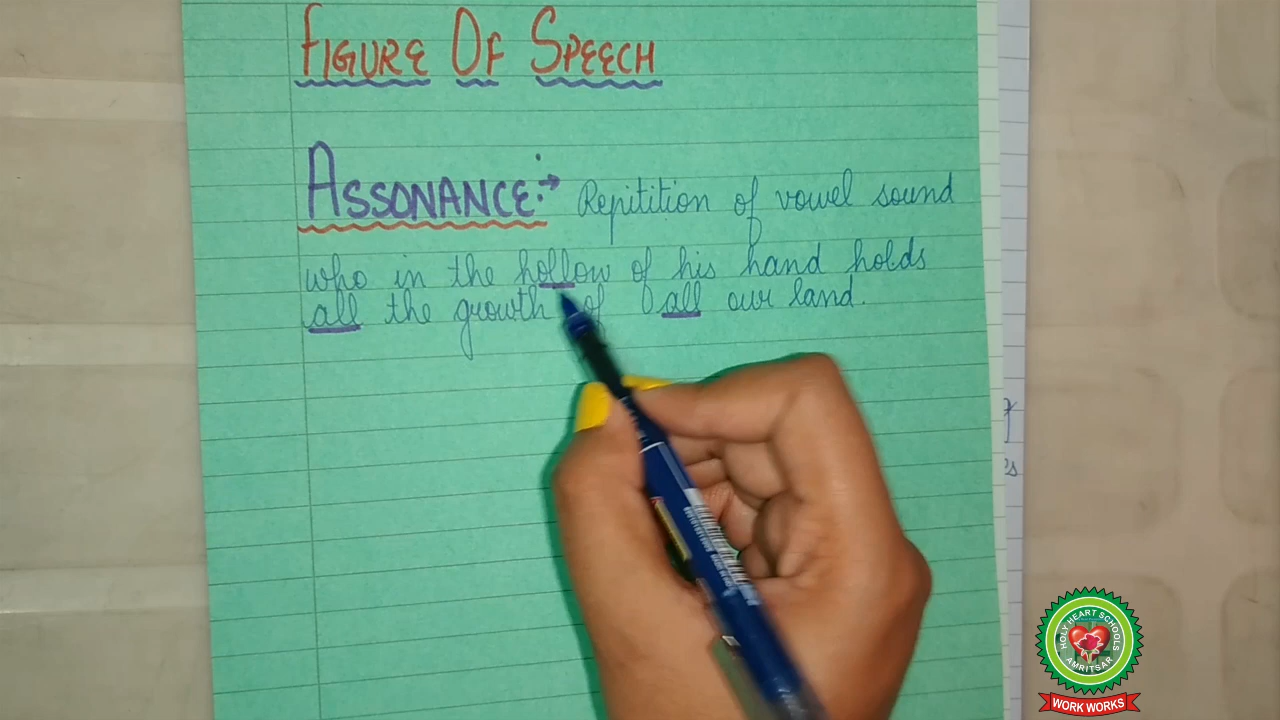 FIGURE OF SPEECH
ASSONANCE:→ Repitition of vowel sound
who in the hollow of his hand holds
all the growth of all our land.
HOLY HEART SCHOOLS
AMRITSAR
WORK WORKS